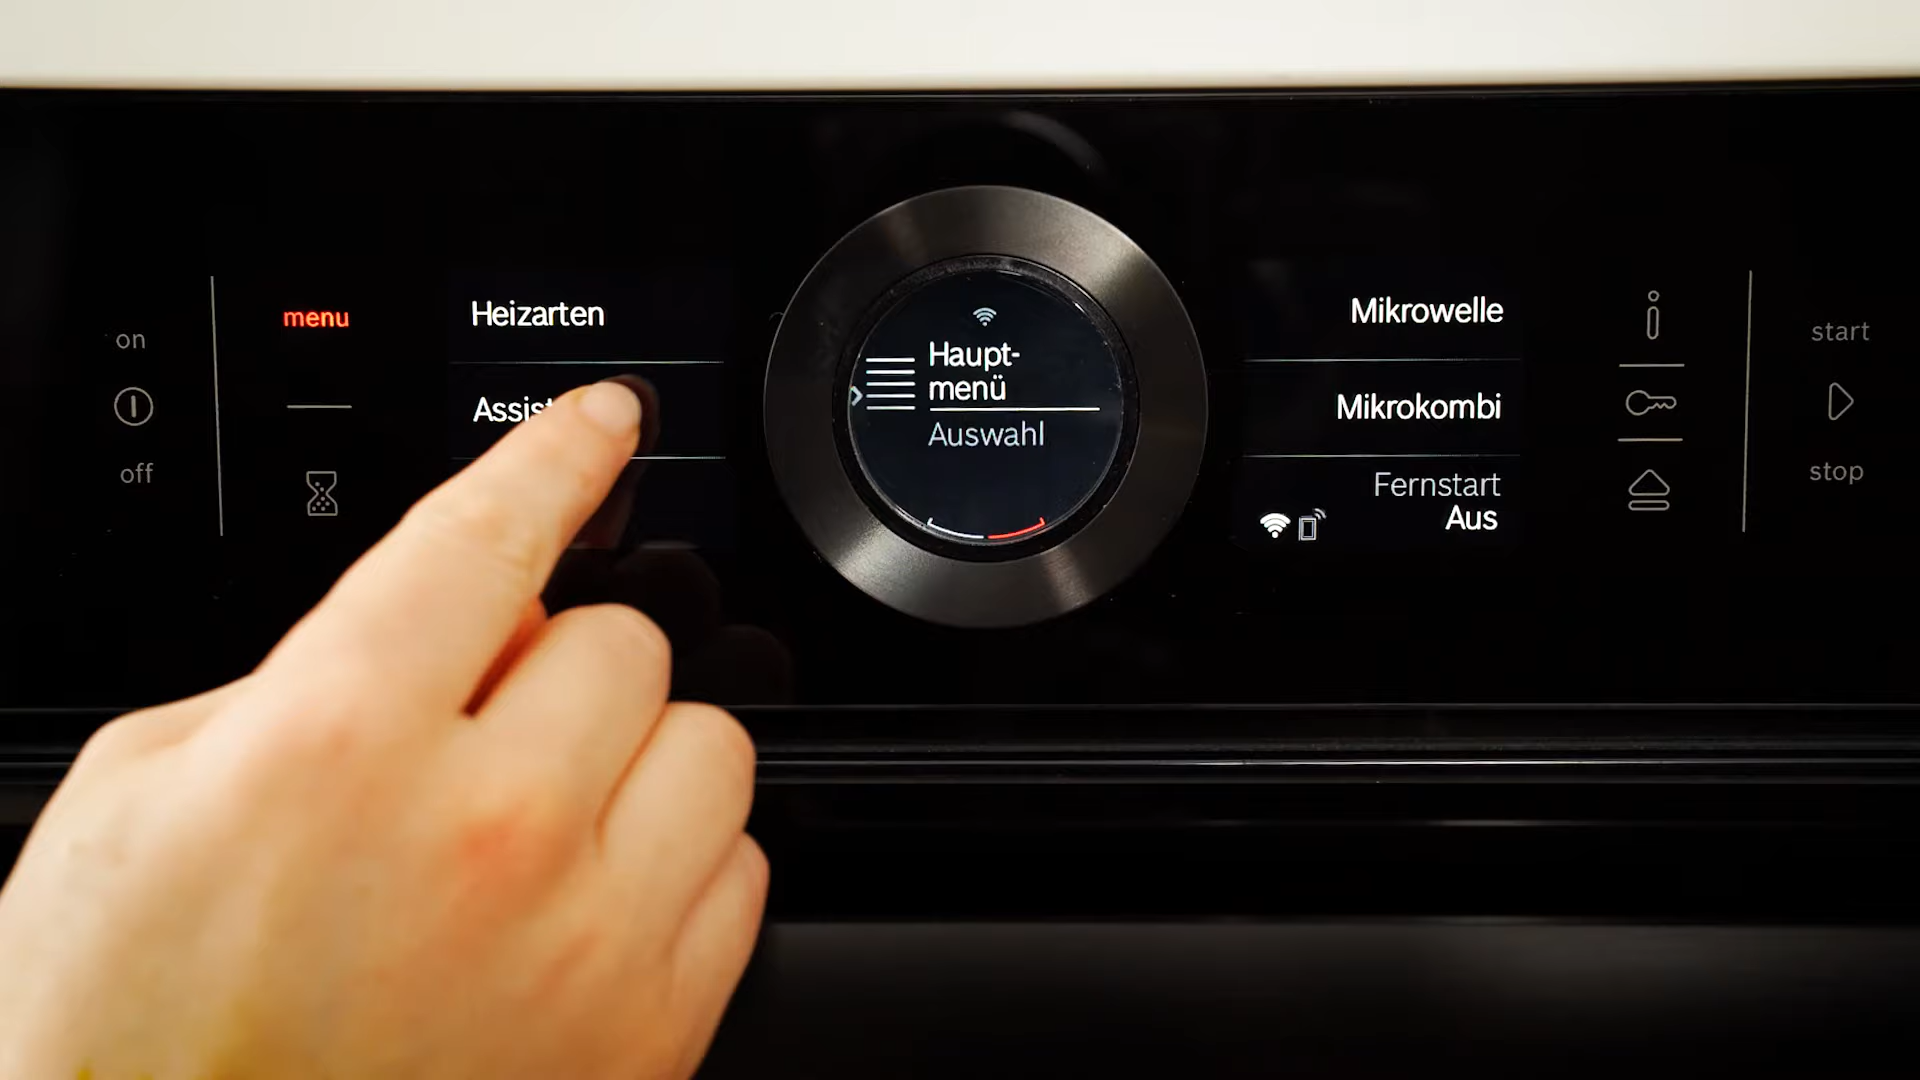 on
off
menu
Heizarten
Haupt-
menü
Auswahl
Mikrowelle
Mikrokombi
Fernstart
Aus
start
stop